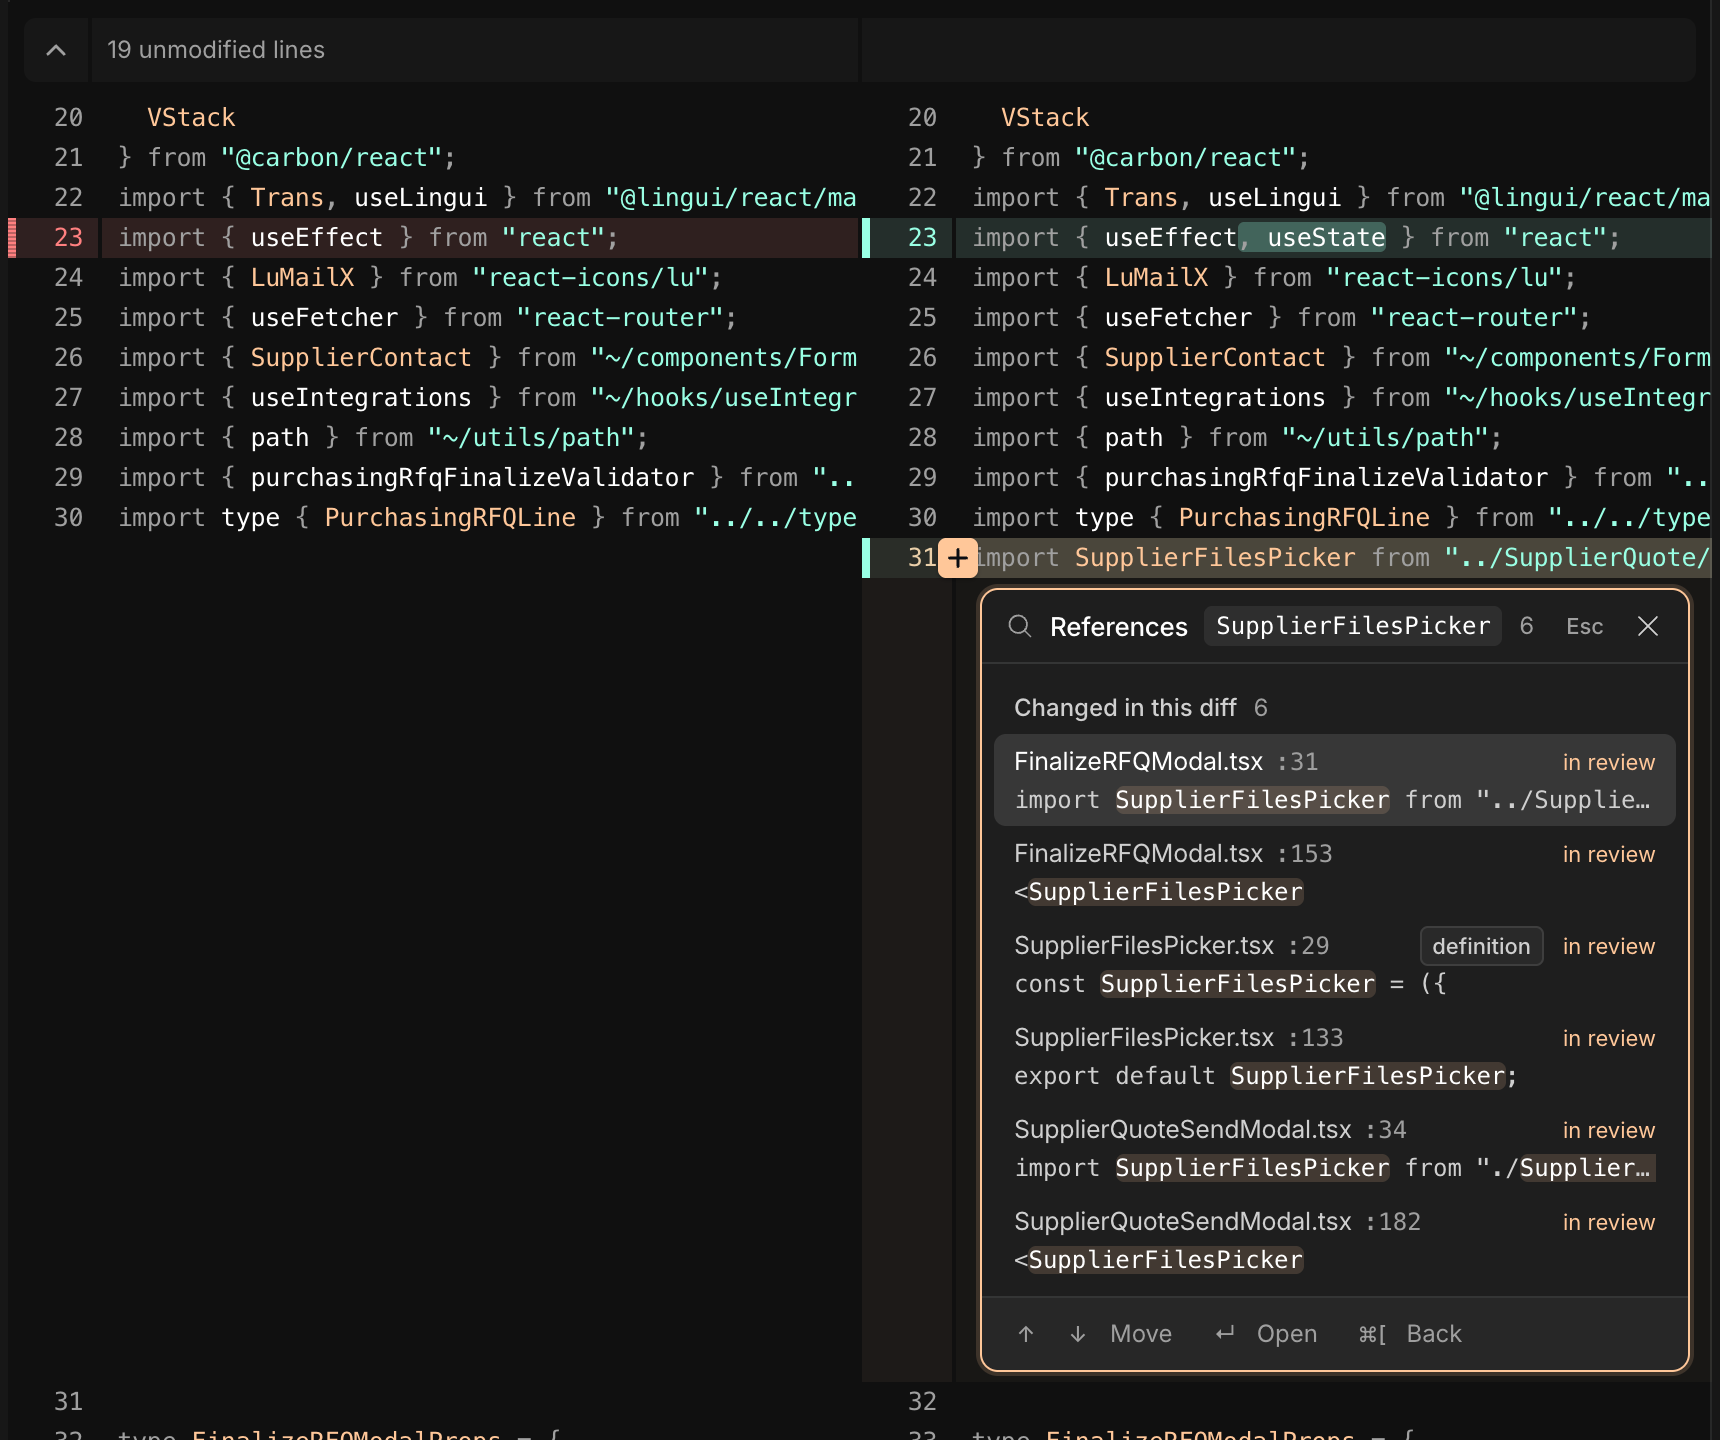 19 unmodified lines
20 VStack
21 } from "@carbon/react";
22 import { Trans, useLingui } from "@lingui/react/ma
23 import { useEffect } from "react";
24 import { LuMailX } from "react-icons/lu";
25 import { useFetcher } from "react-router";
26 import { SupplierContact } from "~/components/Form
27 import { useIntegrations } from "~/hooks/useIntegr
28 import { path } from "~/utils/path";
29 import { purchasingRfqFinalizeValidator } from "..
30 import type { PurchasingRFQLine } from "../../type
31
32 type FinalizeRFQModalProps = {
20 VStack
21 } from "@carbon/react";
22 import { Trans, useLingui } from "@lingui/react/ma
23 import { useEffect, useState } from "react";
24 import { LuMailX } from "react-icons/lu";
25 import { useFetcher } from "react-router";
26 import { SupplierContact } from "~/components/Form
27 import { useIntegrations } from "~/hooks/useIntegr
28 import { path } from "~/utils/path";
29 import { purchasingRfqFinalizeValidator } from "..
30 import type { PurchasingRFQLine } from "../../type
31 import SupplierFilesPicker from "../SupplierQuote/
References SupplierFilesPicker 6 Esc
Changed in this diff 6
FinalizeRFQModal.tsx :31 in review
import SupplierFilesPicker from "../Supplie…
FinalizeRFQModal.tsx :153 in review
<SupplierFilesPicker
SupplierFilesPicker.tsx :29 definition in review
const SupplierFilesPicker = ({
SupplierFilesPicker.tsx :133 in review
export default SupplierFilesPicker;
SupplierQuoteSendModal.tsx :34 in review
import SupplierFilesPicker from "./Supplier…
SupplierQuoteSendModal.tsx :182 in review
<SupplierFilesPicker
↑ ↓ Move ↵ Open ⌘[ Back
32
33 type FinalizeRFQModalProps = {